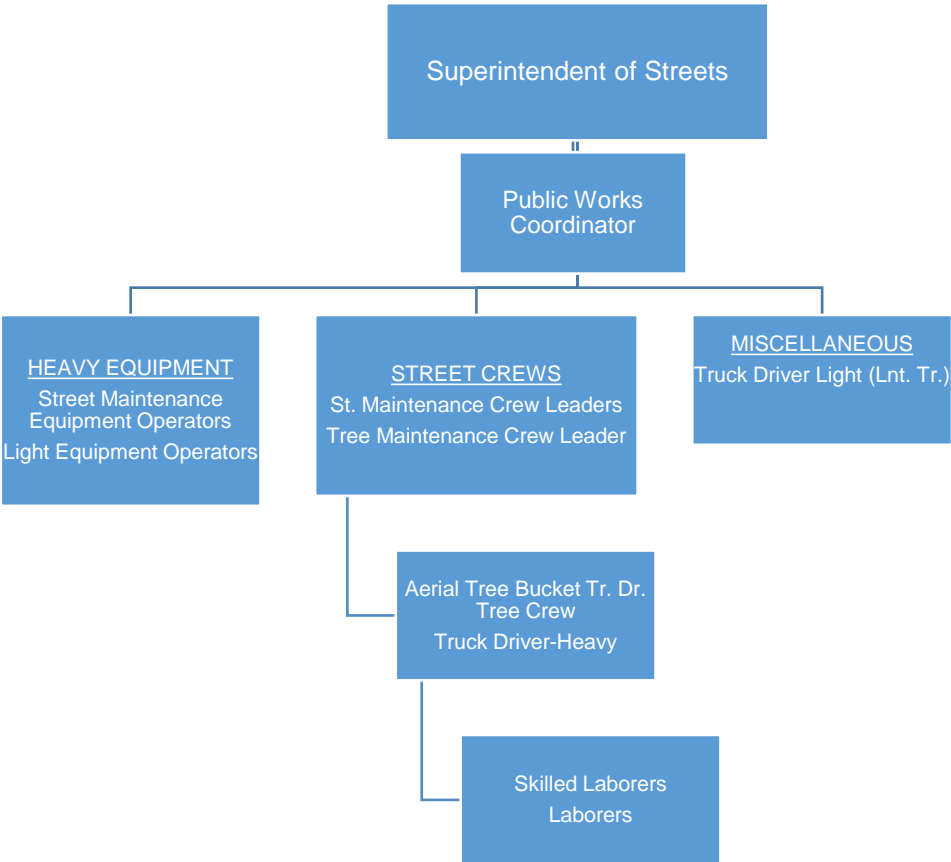 Superintendent of Streets
Public Works
Coordinator
HEAVY EQUIPMENT
Street Maintenance
Equipment Operators
Light Equipment Operators
STREET CREWS
St. Maintenance Crew Leaders
Tree Maintenance Crew Leader
MISCELLANEOUS
Truck Driver Light (Lnt. Tr.)
Aerial Tree Bucket Tr. Dr.
Tree Crew
Truck Driver-Heavy
Skilled Laborers
Laborers